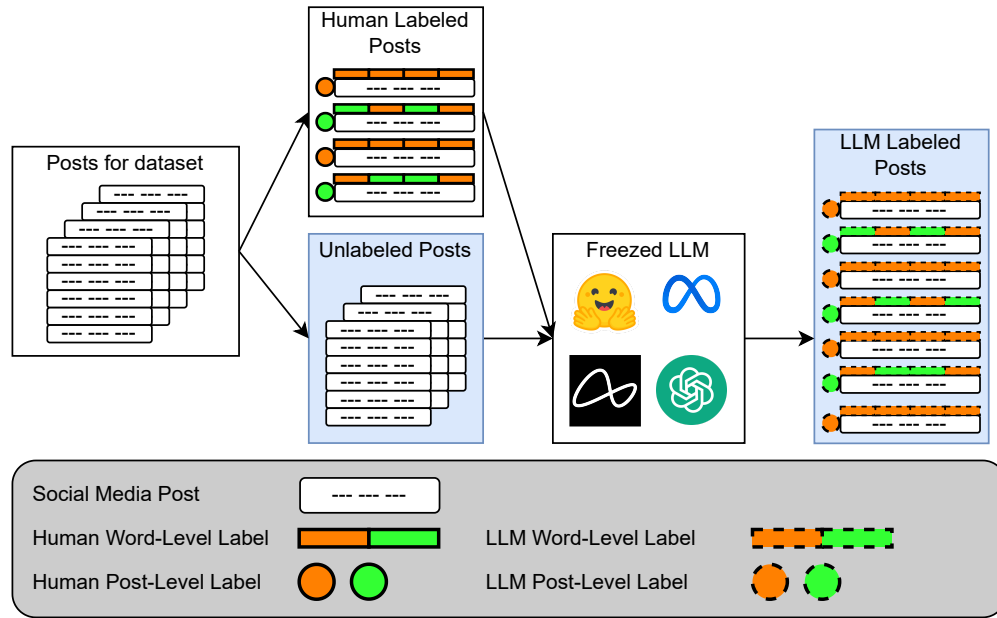 Human Labeled
Posts
--- --- ---
--- --- ---
--- --- ---
--- --- ---
Posts for dataset
--- --- ---
--- --- ---
--- --- ---
--- --- ---
--- --- ---
--- --- ---
--- --- ---
--- --- ---
--- --- ---
Unlabeled Posts
--- --- ---
--- --- ---
--- --- ---
--- --- ---
--- --- ---
--- --- ---
--- --- ---
--- --- ---
Freezed LLM
LLM Labeled
Posts
--- --- ---
--- --- ---
--- --- ---
--- --- ---
--- --- ---
--- --- ---
--- --- ---
Social Media Post
--- --- ---
Human Word-Level Label
LLM Word-Level Label
Human Post-Level Label
LLM Post-Level Label